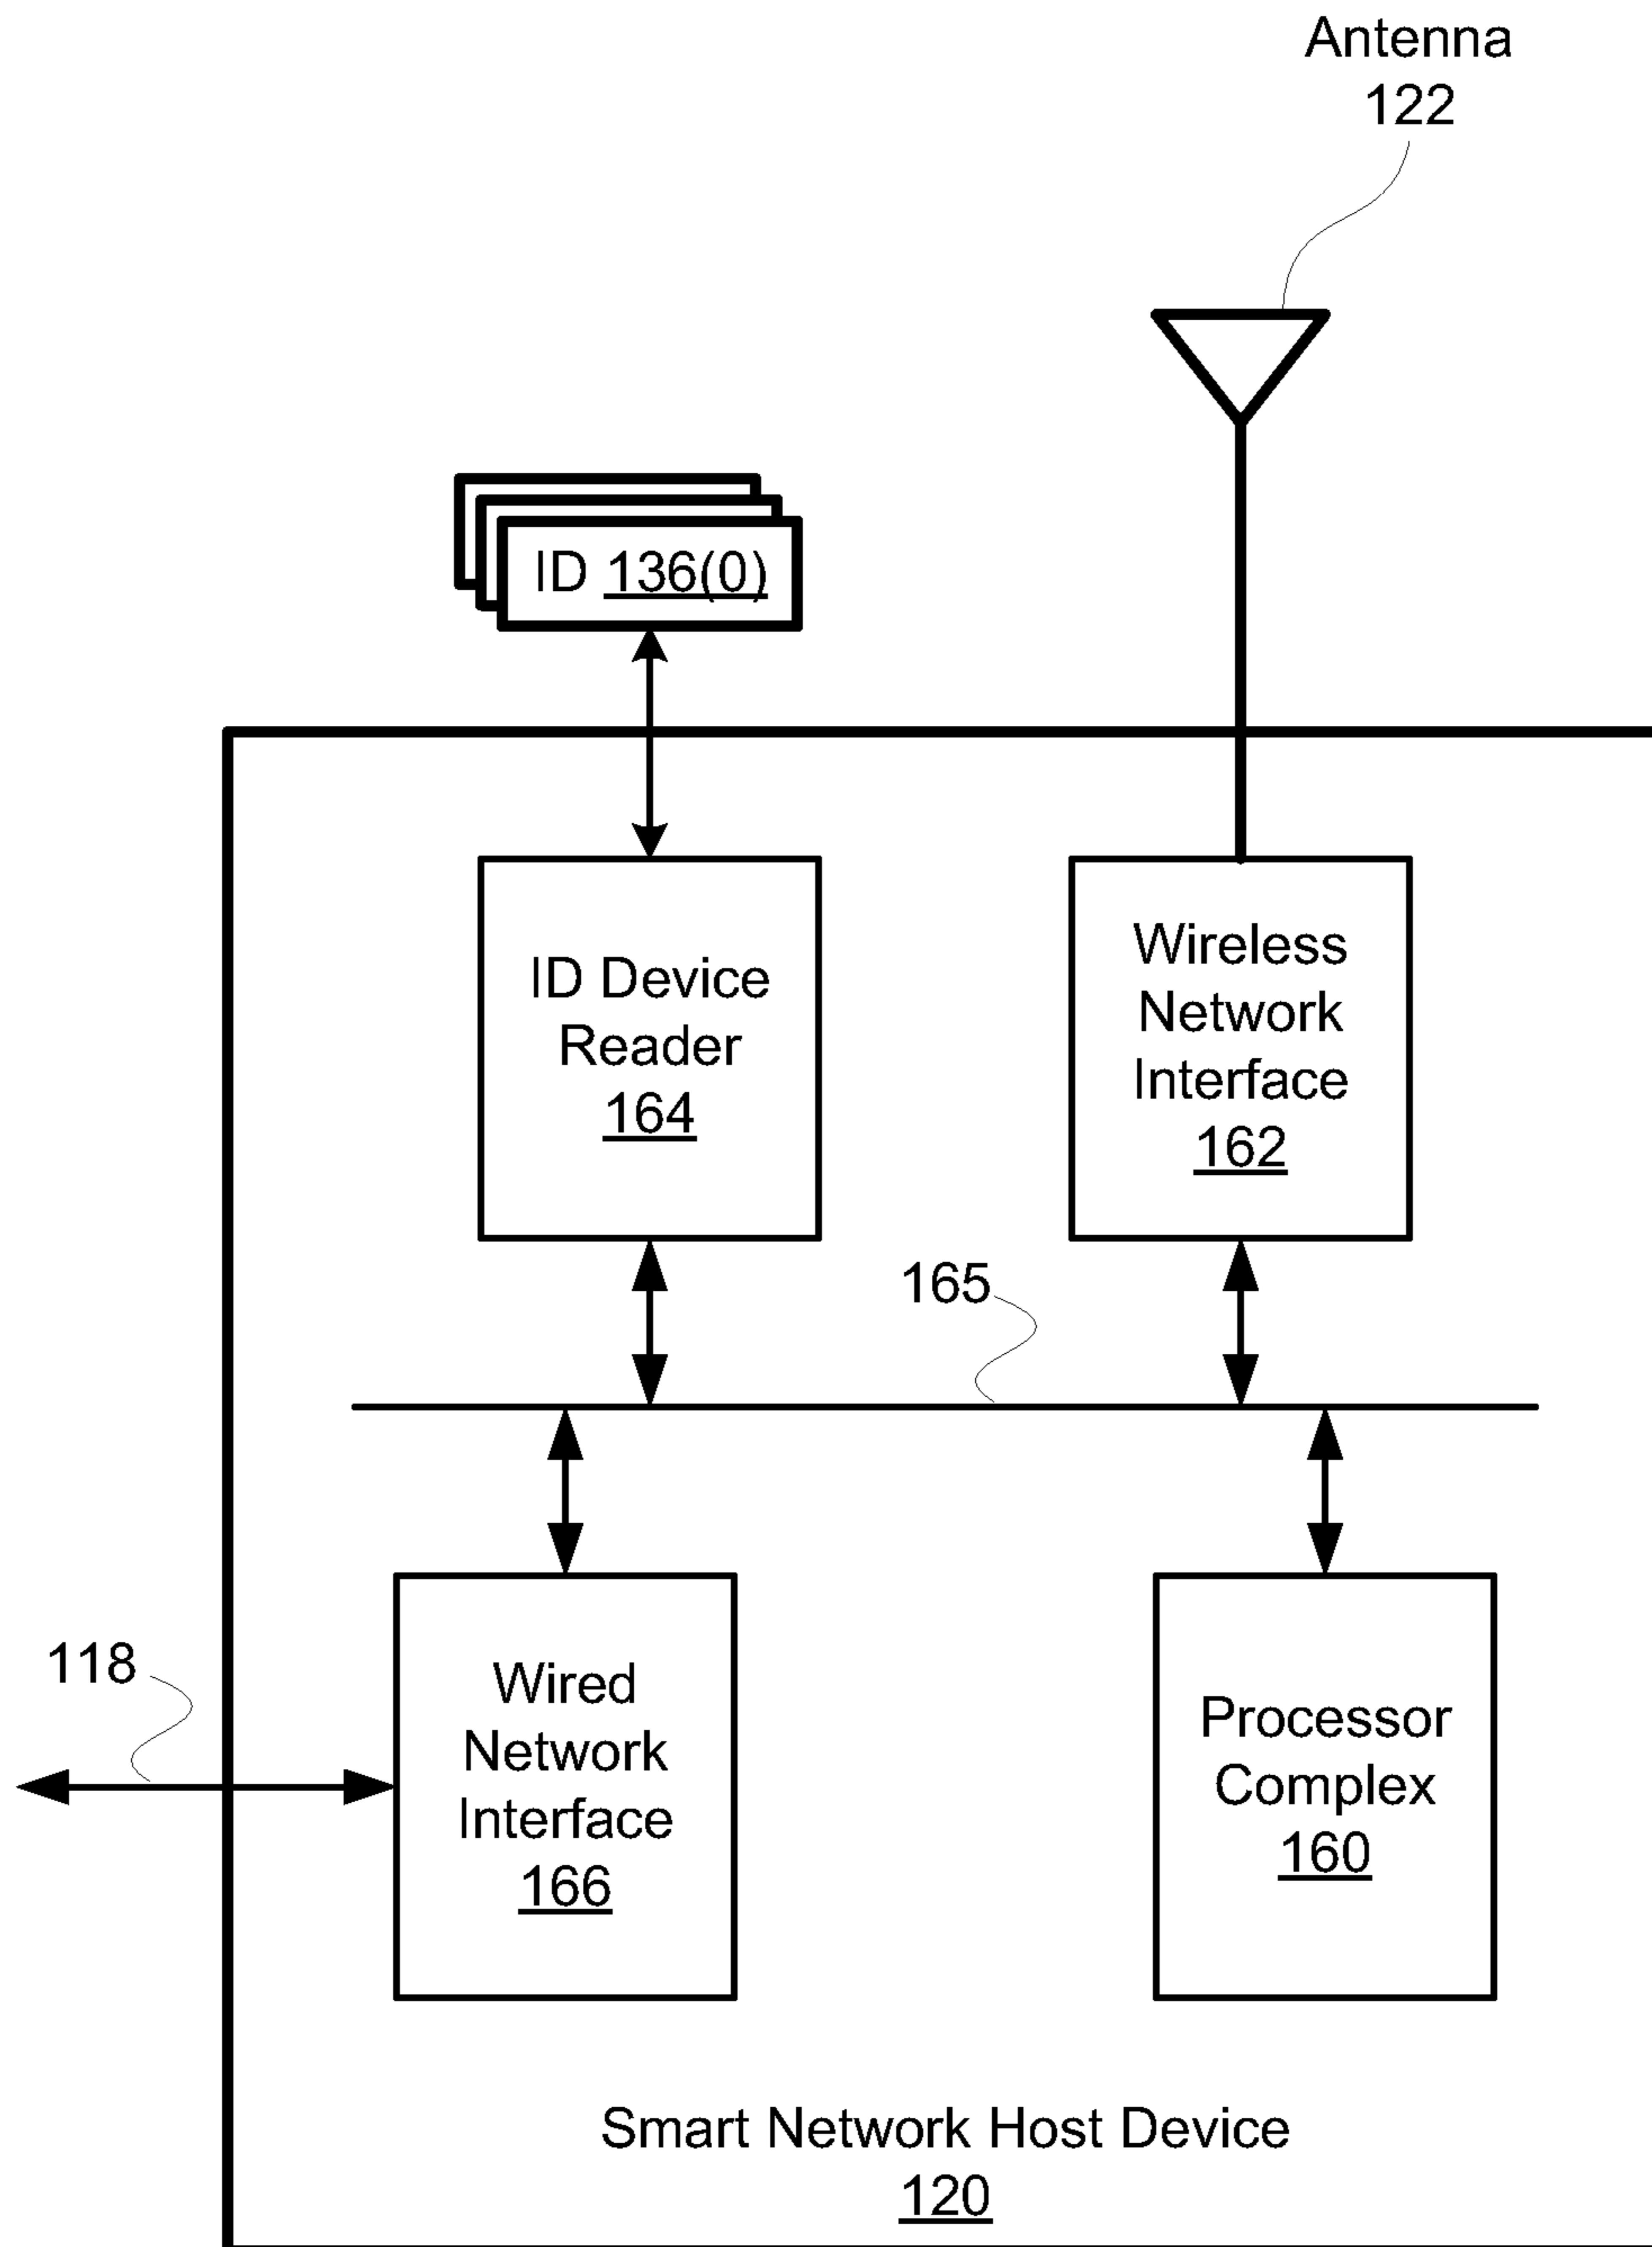 Antenna
122
ID 136(0)
ID Device
Reader
164
Wireless
Network
Interface
162
165
118
Wired
Network
Interface
166
Processor
Complex
160
Smart Network Host Device
120